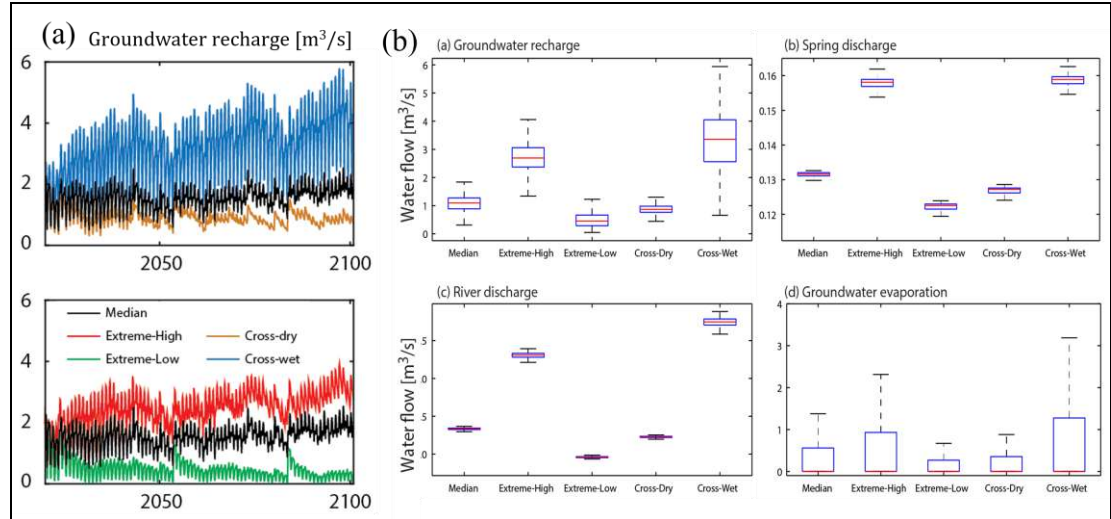 (a) Groundwater recharge [m³/s]
6
4
2
0
2050
2100
6
4
2
0
Median
Extreme-High
Extreme-Low
Cross-dry
Cross-wet
2050
2100
(b)
(a) Groundwater recharge
Water flow [m³/s]
6
5
4
3
2
1
0
Median Extreme-High Extreme-Low Cross-Dry Cross-Wet
(b) Spring discharge
0.16
0.13
0.12
Median Extreme-High Extreme-Low Cross-Dry Cross-Wet
(c) River discharge
Water flow [m³/s]
5
0
5
0
Median Extreme-High Extreme-Low Cross-Dry Cross-Wet
(d) Groundwater evaporation
4
3
2
1
0
Median Extreme-High Extreme-Low Cross-Dry Cross-Wet